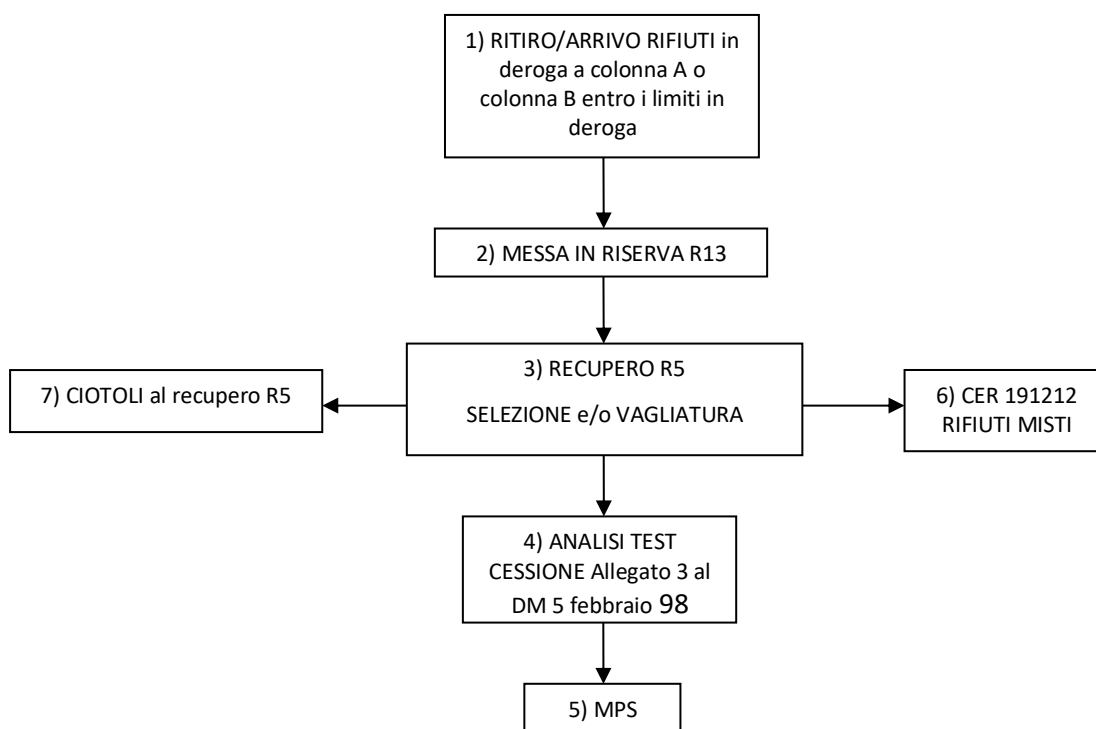 1) RITIRO/ARRIVO RIFIUTI in
deroga a colonna A o
colonna B entro i limiti in
deroga
2) MESSA IN RISERVA R13
3) RECUPERO R5
SELEZIONE e/o VAGLIATURA
7) CIOTOLI al recupero R5
6) CER 191212
RIFIUTI MISTI
4) ANALISI TEST
CESSIONE Allegato 3 al
DM 5 febbraio 98
5) MPS